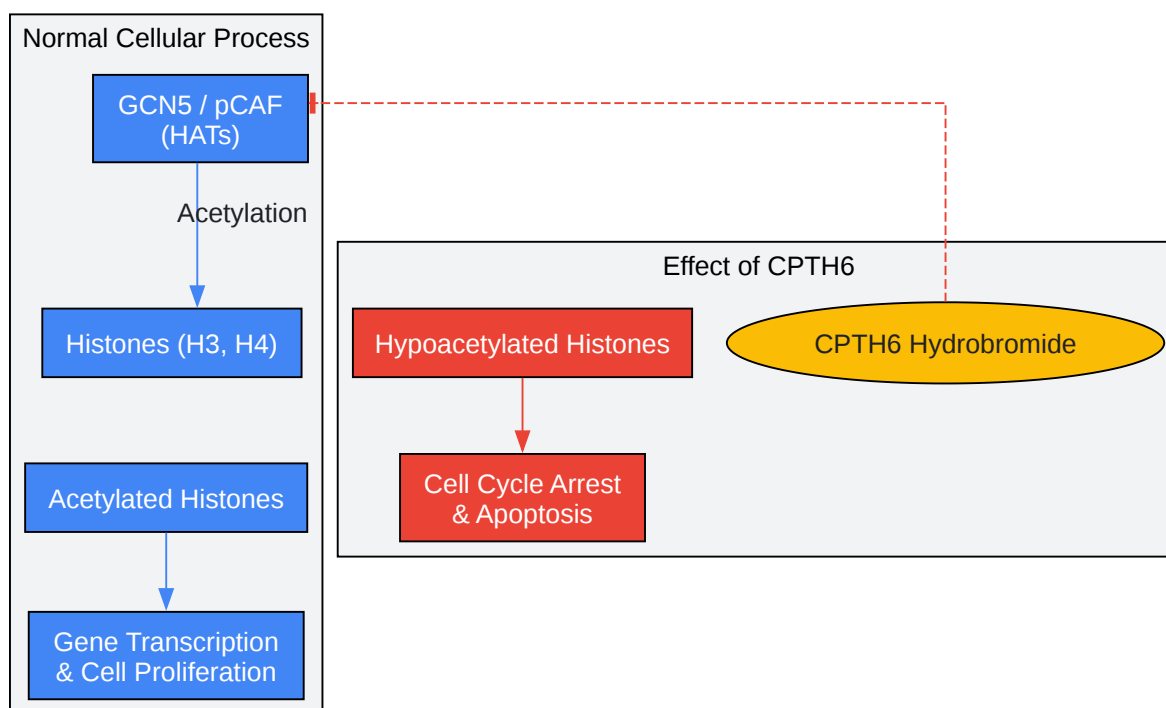 Normal Cellular Process
GCN5 / pCAF
(HATs)
Acetylation
Histones (H3, H4)
Acetylated Histones
Gene Transcription
& Cell Proliferation
Effect of CPTH6
Hypoacetylated Histones
CPTH6 Hydrobromide
Cell Cycle Arrest
& Apoptosis